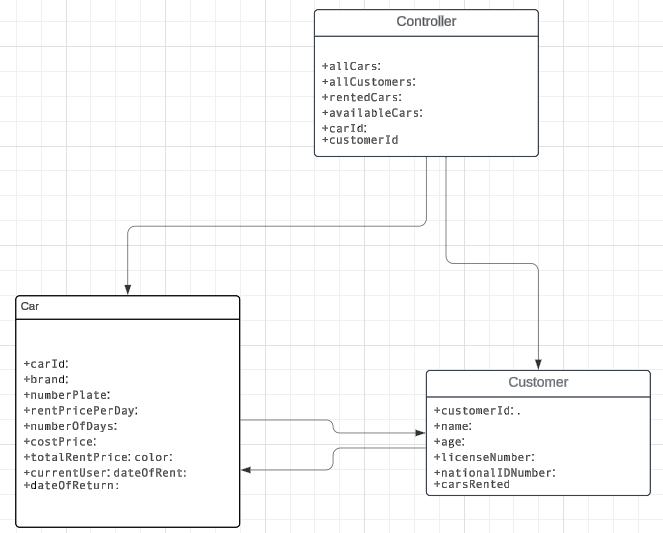 Controller
+allCars:
+allCustomers:
+rentedCars:
+availableCars:
+carId:
+customerId
Car
+carId:
+brand:
+numberPlate:
+rentPricePerDay:
+numberOfDays:
+costPrice:
+totalRentPrice: color:
+currentUser: dateOfRent:
+dateOfReturn:
Customer
+customerId:.
+name:
+age:
+licenseNumber:
+nationalIDNumber:
+carsRented